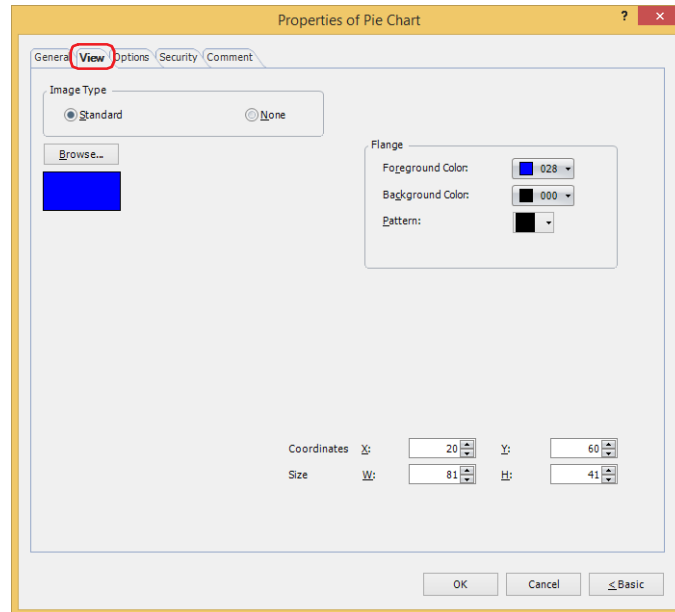 Properties of Pie Chart ? ×
General View Options Security Comment
Image Type
Standard None
Browse...
Flange
Foreground Color: 028
Background Color: 000
Pattern:
Coordinates X: 20 Y: 60
Size W: 81 H: 41
OK Cancel < Basic